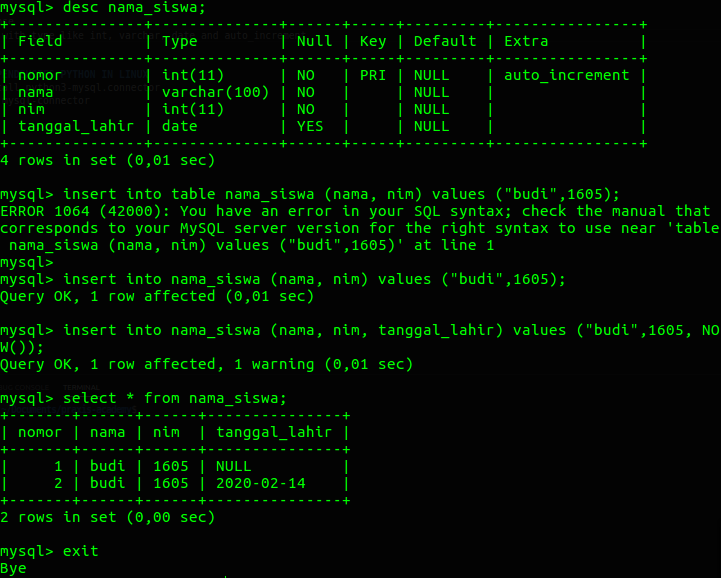 mysql> desc nama_siswa;
+---------------+--------------+------+-----+---------+----------------+
| Field         | Type         | Null | Key | Default | Extra          |
+---------------+--------------+------+-----+---------+----------------+
| nomor         | int(11)      | NO   | PRI | NULL    | auto_increment |
| nama          | varchar(100) | NO   |     | NULL    |                |
| nim           | int(11)      | NO   |     | NULL    |                |
| tanggal_lahir | date         | YES  |     | NULL    |                |
+---------------+--------------+------+-----+---------+----------------+
4 rows in set (0,01 sec)
mysql> insert into table nama_siswa (nama, nim) values ("budi",1605);
ERROR 1064 (42000): You have an error in your SQL syntax; check the manual that
corresponds to your MySQL server version for the right syntax to use near 'table
 nama_siswa (nama, nim) values ("budi",1605)' at line 1
mysql>
mysql> insert into nama_siswa (nama, nim) values ("budi",1605);
Query OK, 1 row affected (0,01 sec)
mysql> insert into nama_siswa (nama, nim, tanggal_lahir) values ("budi",1605, NO
W());
Query OK, 1 row affected, 1 warning (0,01 sec)
mysql> select * from nama_siswa;
+-------+------+------+---------------+
| nomor | nama | nim  | tanggal_lahir |
+-------+------+------+---------------+
|     1 | budi | 1605 | NULL          |
|     2 | budi | 1605 | 2020-02-14    |
+-------+------+------+---------------+
2 rows in set (0,00 sec)
mysql> exit
Bye